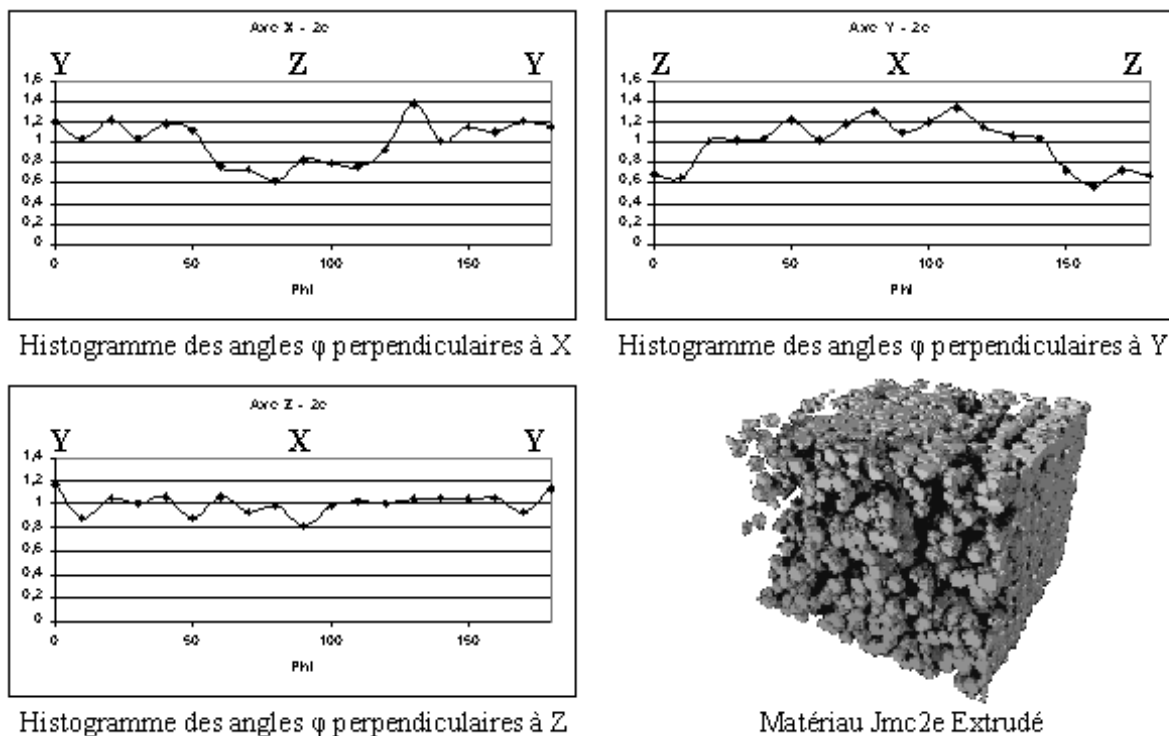 Axe X - 2e
Y Z Y
1,6
1,4
1,2
1
0,8
0,6
0,4
0,2
0
0 50 100 150
Phi
Histogramme des angles φ perpendiculaires à X
Axe Y - 2e
Z X Z
1,6
1,4
1,2
1
0,8
0,6
0,4
0,2
0
0 50 100 150
Phi
Histogramme des angles φ perpendiculaires à Y
Axe Z - 2e
Y X Y
1,4
1,2
1
0,8
0,6
0,4
0,2
0
0 50 100 150
Phi
Histogramme des angles φ perpendiculaires à Z
Matériau Jmc2e Extrudé